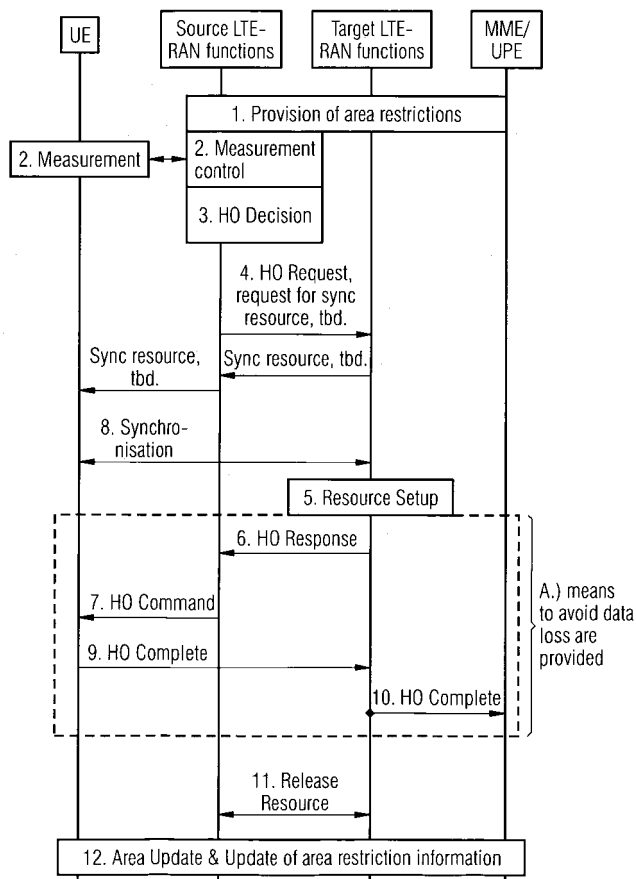 UE
Source LTE-
RAN functions
Target LTE-
RAN functions
MME/
UPE
1. Provision of area restrictions
2. Measurement
2. Measurement
control
3. HO Decision
4. HO Request,
request for sync
resource, tbd.
Sync resource,
tbd.
Sync resource, tbd.
8. Synchro-
nisation
5. Resource Setup
6. HO Response
7. HO Command
9. HO Complete
10. HO Complete
A.) means
to avoid data
loss are
provided
11. Release
Resource
12. Area Update & Update of area restriction information